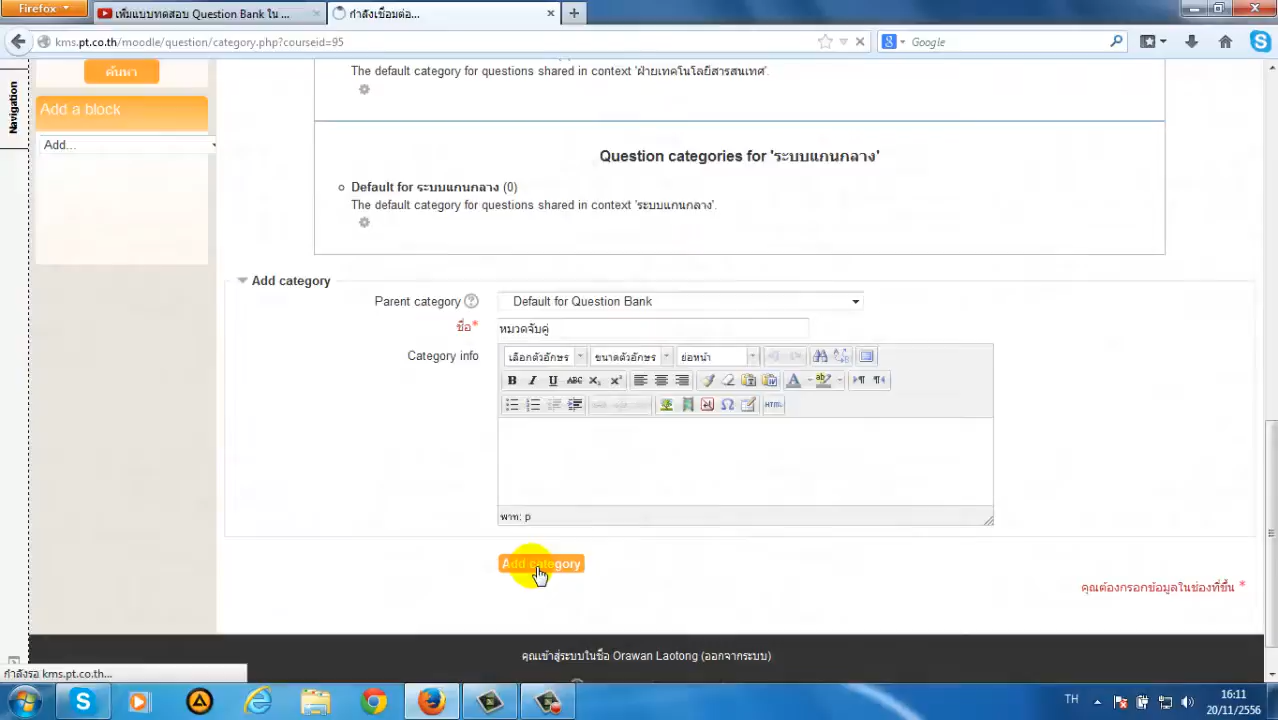 Firefox
เพิ่มแบบทดสอบ Question Bank ใน ...
กำลังเชื่อมต่อ...
kms.pt.co.th/moodle/question/category.php?courseid=95
Google
ค้นหา
The default category for questions shared in context 'ฝ่ายเทคโนโลยีสารสนเทศ'.
Navigation
Add a block
Add...
Question categories for 'ระบบแกนกลาง'
Default for ระบบแกนกลาง (0)
The default category for questions shared in context 'ระบบแกนกลาง'.
Add category
Parent category
Default for Question Bank
ชื่อ*
หมวดจับคู่
Category info
เลือกตัวอักษร
ขนาดตัวอักษร
ย่อหน้า
B I U ABC X₂ X²
HTML
พาท: p
Add category
คุณต้องกรอกข้อมูลในช่องที่ขึ้น *
คุณเข้าสู่ระบบในชื่อ Orawan Laotong (ออกจากระบบ)
กำลังรอ kms.pt.co.th...
TH
16:11
20/11/2556